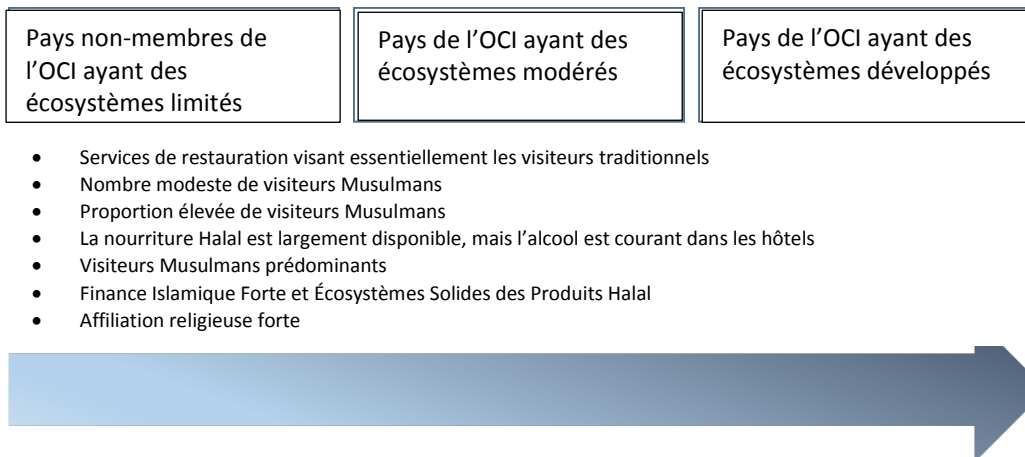 Pays non-membres de
l’OCI ayant des
écosystèmes limités
Pays de l’OCI ayant des
écosystèmes modérés
Pays de l’OCI ayant des
écosystèmes développés
• Services de restauration visant essentiellement les visiteurs traditionnels
• Nombre modeste de visiteurs Musulmans
• Proportion élevée de visiteurs Musulmans
• La nourriture Halal est largement disponible, mais l’alcool est courant dans les hôtels
• Visiteurs Musulmans prédominants
• Finance Islamique Forte et Écosystèmes Solides des Produits Halal
• Affiliation religieuse forte